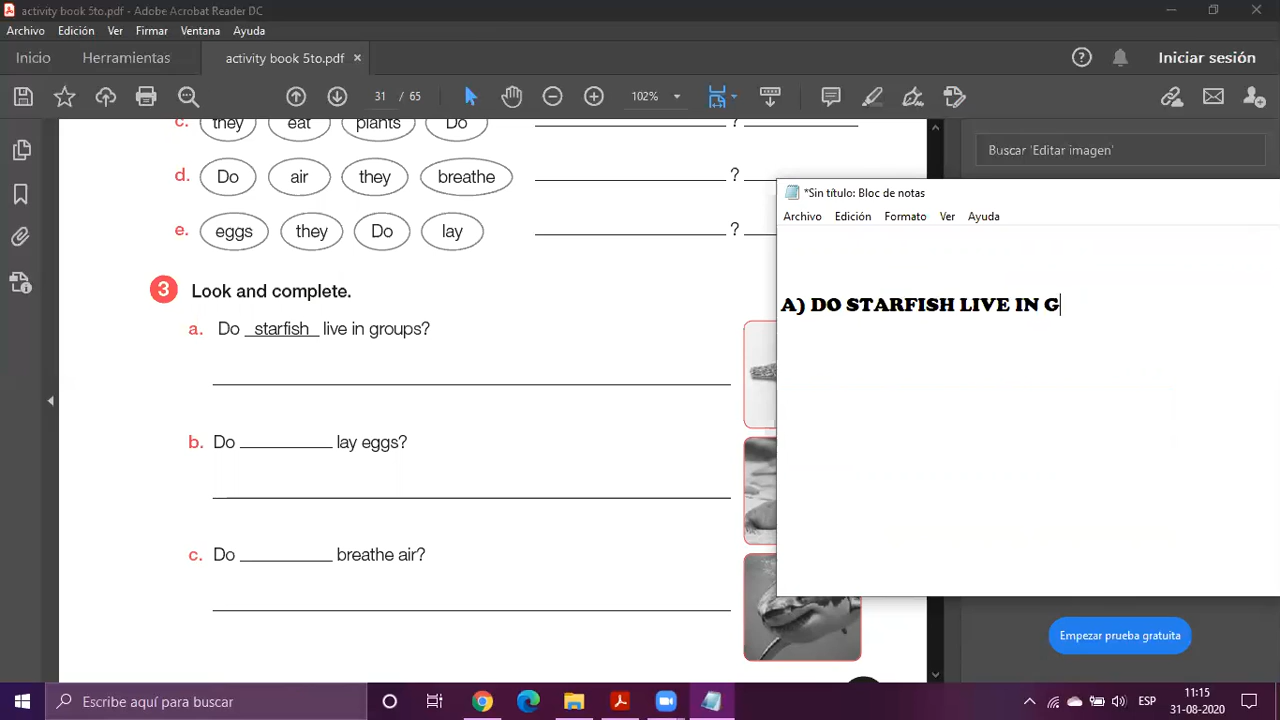 activity book 5to.pdf - Adobe Acrobat Reader DC
Archivo Edición Ver Firmar Ventana Ayuda
Inicio Herramientas activity book 5to.pdf × ? Iniciar sesión
31 / 65 102%
c. they eat plants Do ?
d. Do air they breathe ?
e. eggs they Do lay ?
3 Look and complete.
a. Do starfish live in groups?
b. Do lay eggs?
c. Do breathe air?
Buscar 'Editar imagen'
*Sin título: Bloc de notas
Archivo Edición Formato Ver Ayuda
A) DO STARFISH LIVE IN G
Empezar prueba gratuita
Escribe aquí para buscar
ESP
11:15
31-08-2020